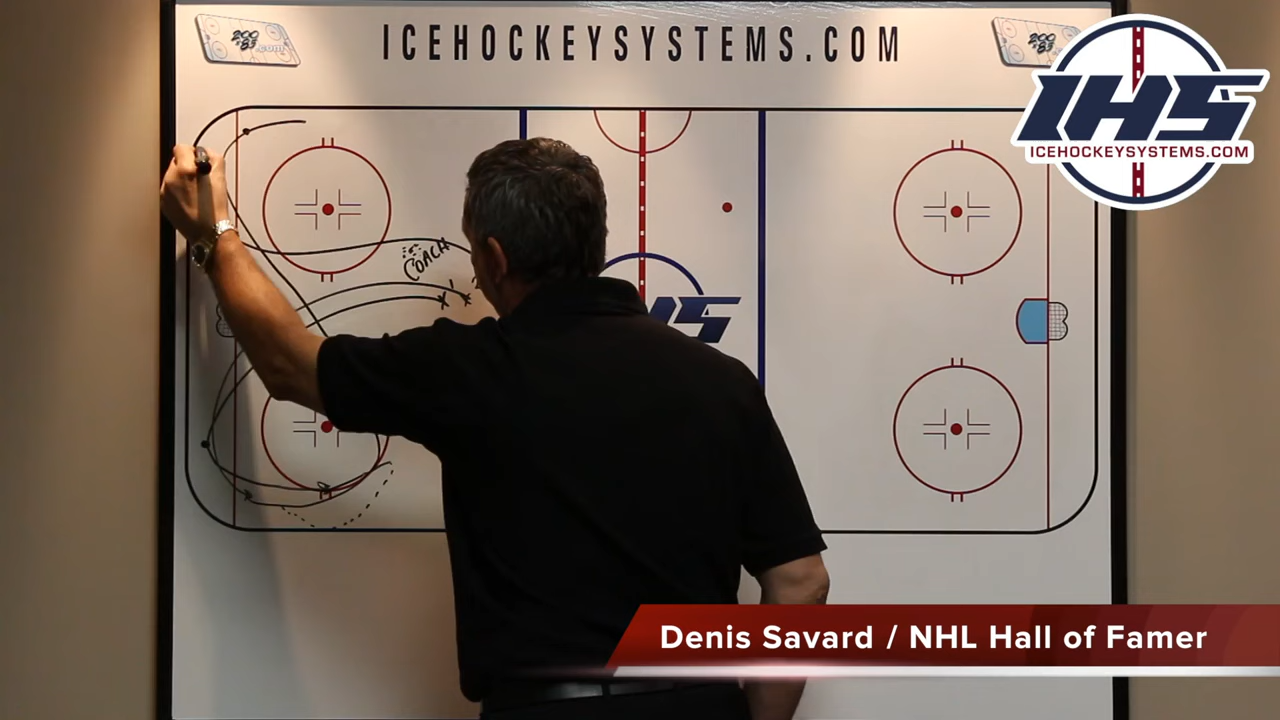 ICEHOCKEYSYSTEMS.COM
IHS
ICEHOCKEYSYSTEMS.COM
COACH
Denis Savard / NHL Hall of Famer